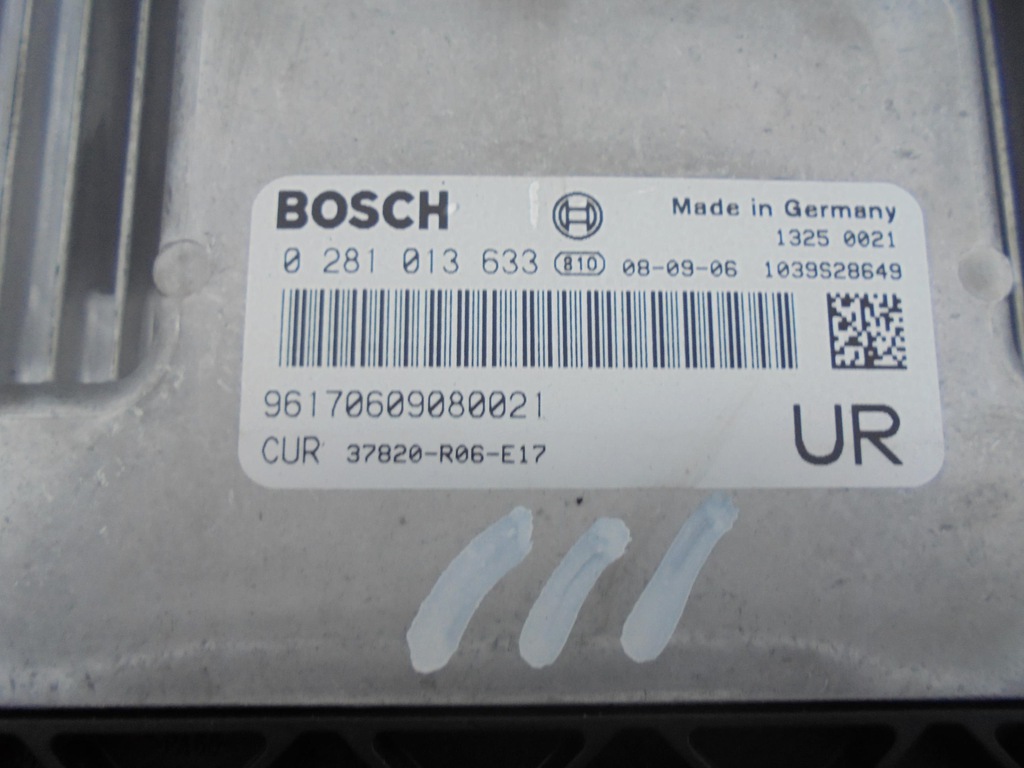 BOSCH Made in Germany
1325 0021
0 281 013 633 810 08-09-06 1039S28649
96170609080021
CUR 37820-R06-E17 UR